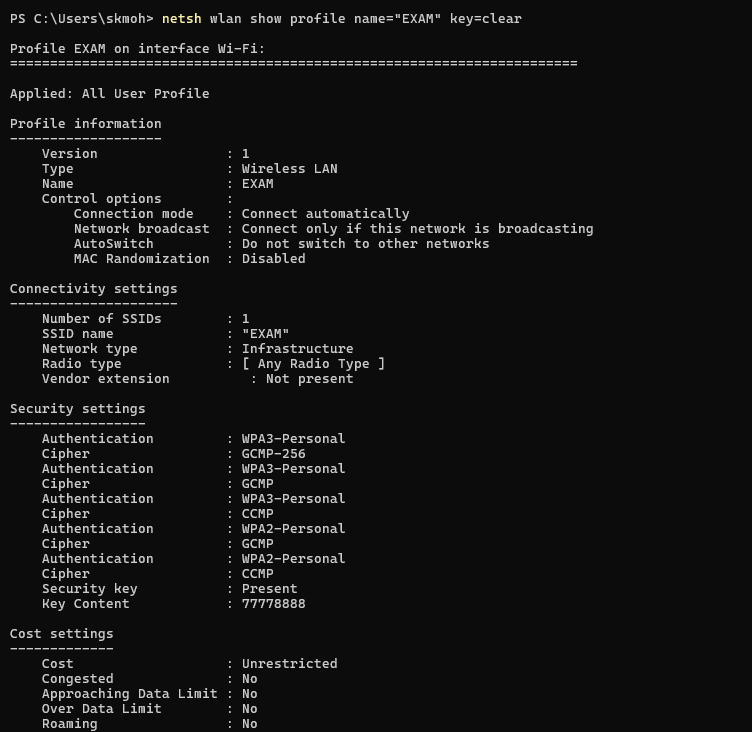 PS C:\Users\skmoh> netsh wlan show profile name="EXAM" key=clear
Profile EXAM on interface Wi-Fi:
=======================================================================
Applied: All User Profile
Profile information
-------------------
Version : 1
Type : Wireless LAN
Name : EXAM
Control options :
Connection mode : Connect automatically
Network broadcast : Connect only if this network is broadcasting
AutoSwitch : Do not switch to other networks
MAC Randomization : Disabled
Connectivity settings
---------------------
Number of SSIDs : 1
SSID name : "EXAM"
Network type : Infrastructure
Radio type : [ Any Radio Type ]
Vendor extension : Not present
Security settings
-----------------
Authentication : WPA3-Personal
Cipher : GCMP-256
Authentication : WPA3-Personal
Cipher : GCMP
Authentication : WPA3-Personal
Cipher : CCMP
Authentication : WPA2-Personal
Cipher : GCMP
Authentication : WPA2-Personal
Cipher : CCMP
Security key : Present
Key Content : 77778888
Cost settings
-------------
Cost : Unrestricted
Congested : No
Approaching Data Limit : No
Over Data Limit : No
Roaming : No